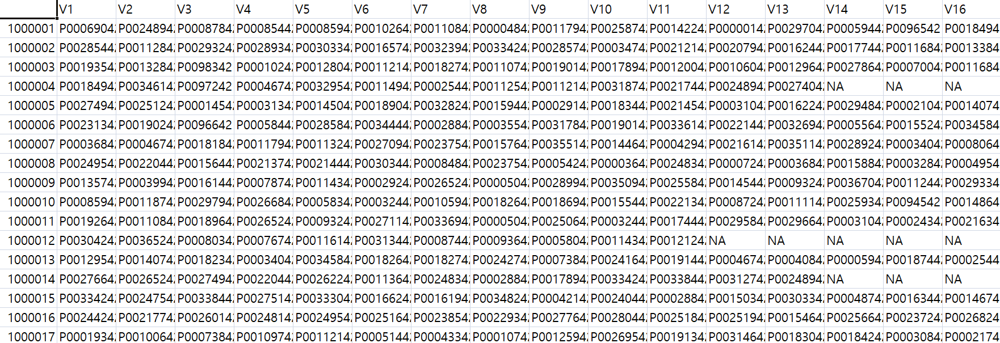 V1 V2 V3 V4 V5 V6 V7 V8 V9 V10 V11 V12 V13 V14 V15 V16
1000001 P0006904 P0024894 P0008784 P0008544 P0008594 P0010264 P0011084 P0000484 P0011794 P0025874 P0014224 P0000014 P0029704 P0005944 P0096542 P0018494
1000002 P0028544 P0011284 P0029324 P0028934 P0030334 P0016574 P0032394 P0033424 P0028574 P0003474 P0021214 P0020794 P0016244 P0017744 P0011684 P0013384
1000003 P0019354 P0013284 P0098342 P0001024 P0012804 P0011214 P0018274 P0011074 P0019014 P0017894 P0012004 P0010604 P0012964 P0027864 P0007004 P0011684
1000004 P0018494 P0034614 P0097242 P0004674 P0032954 P0011494 P0002544 P0011254 P0011214 P0031874 P0021744 P0024894 P0027404 NA NA NA
1000005 P0027494 P0025124 P0001454 P0003134 P0014504 P0018904 P0032824 P0015944 P0002914 P0018344 P0021454 P0003104 P0016224 P0029484 P0002104 P0014074
1000006 P0023134 P0019024 P0096642 P0005844 P0028584 P0034444 P0002884 P0003554 P0031784 P0019014 P0033614 P0022144 P0032694 P0005564 P0015524 P0034584
1000007 P0003684 P0004674 P0018184 P0011794 P0011324 P0027094 P0023754 P0015764 P0035514 P0014464 P0004294 P0021614 P0035114 P0028924 P0003404 P0008064
1000008 P0024954 P0022044 P0015644 P0021374 P0021444 P0030344 P0008484 P0023754 P0005424 P0000364 P0024834 P0000724 P0003684 P0015884 P0003284 P0004954
1000009 P0013574 P0003994 P0016144 P0007874 P0011434 P0002924 P0026524 P0000504 P0028994 P0035094 P0025584 P0014544 P0009324 P0036704 P0011244 P0029334
1000010 P0008594 P0011874 P0029794 P0026684 P0005834 P0003244 P0010594 P0018264 P0018694 P0015544 P0022134 P0008724 P0011114 P0025934 P0094542 P0014864
1000011 P0019264 P0011084 P0018964 P0026524 P0009324 P0027114 P0033694 P0000504 P0025064 P0003244 P0017444 P0029584 P0029664 P0003104 P0002434 P0021634
1000012 P0030424 P0036524 P0008034 P0007674 P0011614 P0031344 P0008744 P0009364 P0005804 P0011434 P0012124 NA NA NA NA NA
1000013 P0012954 P0014074 P0018234 P0003404 P0034584 P0018264 P0018274 P0024274 P0007384 P0024164 P0019144 P0004674 P0004084 P0000594 P0018744 P0002544
1000014 P0027664 P0026524 P0027494 P0022044 P0026224 P0011364 P0024834 P0002884 P0017894 P0033424 P0033844 P0031274 P0024894 NA NA NA
1000015 P0033424 P0024754 P0033844 P0027514 P0033304 P0016624 P0016194 P0034824 P0004214 P0024044 P0002884 P0015034 P0030334 P0004874 P0016344 P0014674
1000016 P0024424 P0021774 P0026014 P0024814 P0024954 P0025164 P0023854 P0022934 P0027764 P0028044 P0025184 P0025194 P0015464 P0025664 P0023724 P0026824
1000017 P0001934 P0010064 P0007384 P0010974 P0011214 P0005144 P0004334 P0001074 P0012594 P0026954 P0019134 P0031464 P0018304 P0018424 P0003084 P0002174